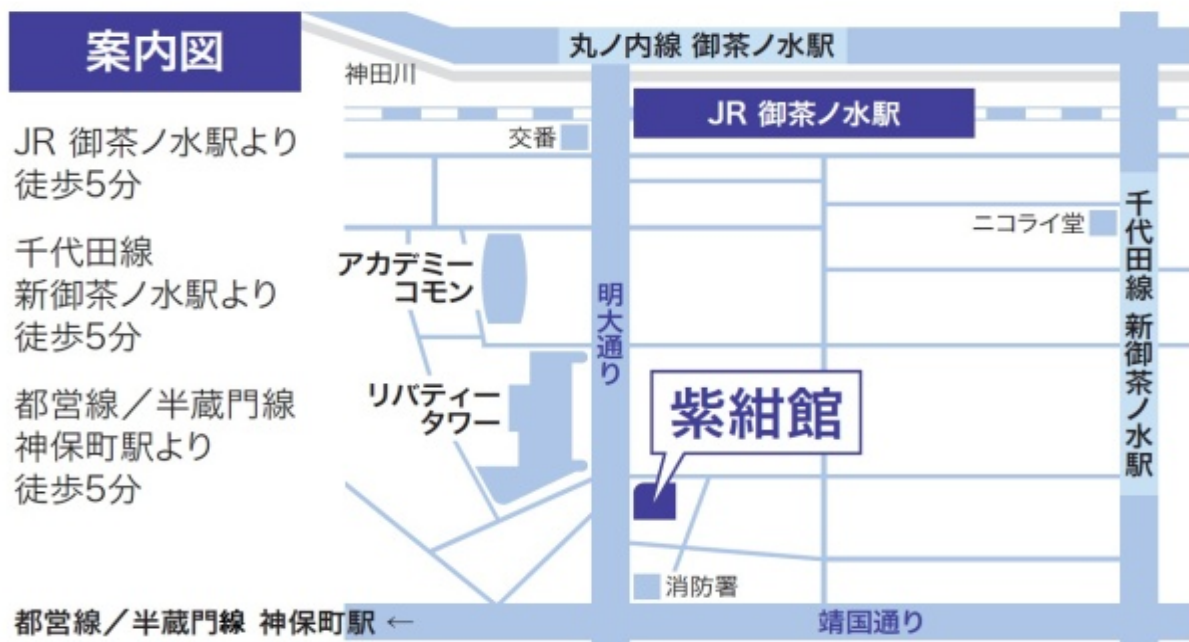 案内図
JR 御茶ノ水駅より
徒歩5分
千代田線
新御茶ノ水駅より
徒歩5分
都営線／半蔵門線
神保町駅より
徒歩5分
丸ノ内線 御茶ノ水駅
神田川
JR 御茶ノ水駅
交番
ニコライ堂
千代田線 新御茶ノ水駅
アカデミー
コモン
明大通り
リバティー
タワー
紫紺館
消防署
都営線／半蔵門線 神保町駅 ←
靖国通り